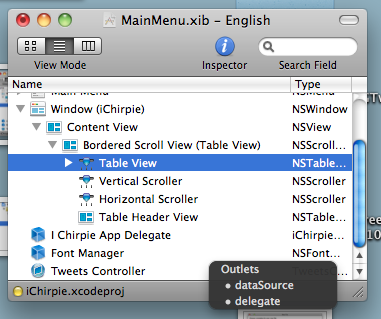 MainMenu.xib – English
View Mode
Inspector
Search Field
Name
Type
Main Menu
NSMenu
Window (iChirpie)
NSWindow
Content View
NSView
Bordered Scroll View (Table View)
NSScroll...
Table View
NSTable...
Vertical Scroller
NSScroller
Horizontal Scroller
NSScroller
Table Header View
NSTable...
I Chirpie App Delegate
iChirpie...
Font Manager
NSFont...
Tweets Controller
iChirpie.xcodeproj
Outlets
• dataSource
• delegate